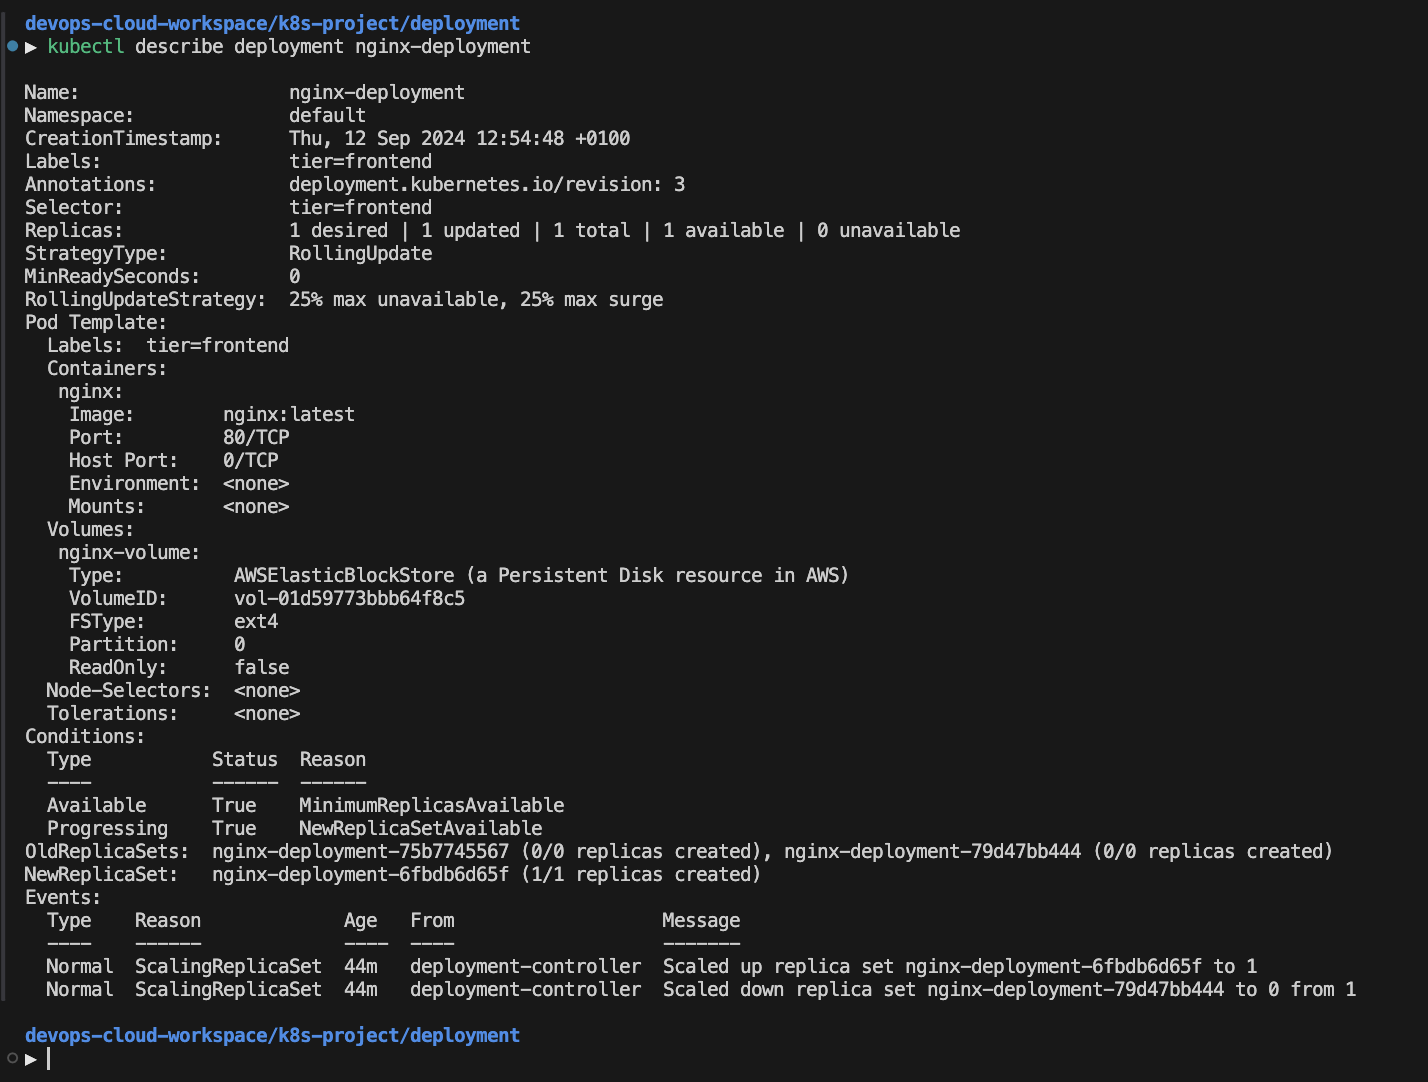 devops-cloud-workspace/k8s-project/deployment
▶ kubectl describe deployment nginx-deployment
Name:                   nginx-deployment
Namespace:              default
CreationTimestamp:      Thu, 12 Sep 2024 12:54:48 +0100
Labels:                 tier=frontend
Annotations:            deployment.kubernetes.io/revision: 3
Selector:               tier=frontend
Replicas:               1 desired | 1 updated | 1 total | 1 available | 0 unavailable
StrategyType:           RollingUpdate
MinReadySeconds:        0
RollingUpdateStrategy:  25% max unavailable, 25% max surge
Pod Template:
  Labels:  tier=frontend
  Containers:
   nginx:
    Image:        nginx:latest
    Port:         80/TCP
    Host Port:    0/TCP
    Environment:  <none>
    Mounts:       <none>
  Volumes:
   nginx-volume:
    Type:          AWSElasticBlockStore (a Persistent Disk resource in AWS)
    VolumeID:      vol-01d59773bbb64f8c5
    FSType:        ext4
    Partition:     0
    ReadOnly:      false
  Node-Selectors:  <none>
  Tolerations:     <none>
Conditions:
  Type           Status  Reason
  ----           ------  ------
  Available      True    MinimumReplicasAvailable
  Progressing    True    NewReplicaSetAvailable
OldReplicaSets:  nginx-deployment-75b7745567 (0/0 replicas created), nginx-deployment-79d47bb444 (0/0 replicas created)
NewReplicaSet:   nginx-deployment-6fbdb6d65f (1/1 replicas created)
Events:
  Type    Reason             Age   From                   Message
  ----    ------             ----  ----                   -------
  Normal  ScalingReplicaSet  44m   deployment-controller  Scaled up replica set nginx-deployment-6fbdb6d65f to 1
  Normal  ScalingReplicaSet  44m   deployment-controller  Scaled down replica set nginx-deployment-79d47bb444 to 0 from 1
devops-cloud-workspace/k8s-project/deployment
▶